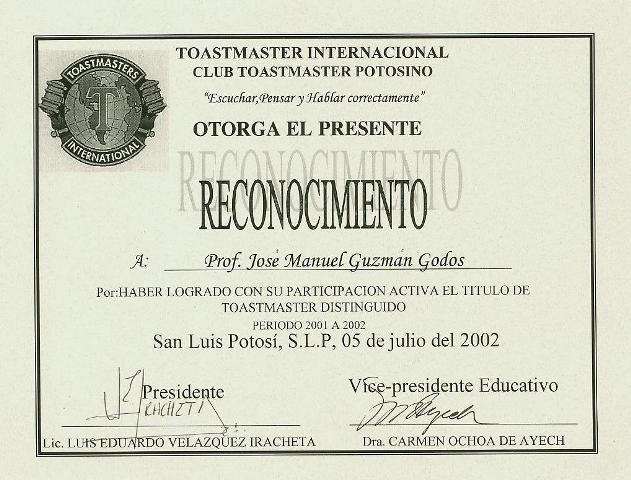 TOASTMASTERS
INTERNATIONAL
TOASTMASTER INTERNACIONAL
CLUB TOASTMASTER POTOSINO
"Escuchar,Pensar y Hablar correctamente"
OTORGA EL PRESENTE
RECONOCIMIENTO
A: Prof. José Manuel Guzmán Godos
Por:HABER LOGRADO CON SU PARTICIPACION ACTIVA EL TITULO DE
TOASTMASTER DISTINGUIDO
PERIODO 2001 A 2002
San Luis Potosí, S.L.P, 05 de julio del 2002
Presidente
Vice-presidente Educativo
Lic. LUIS EDUARDO VELAZQUEZ IRACHETA
Dra. CARMEN OCHOA DE AYECH